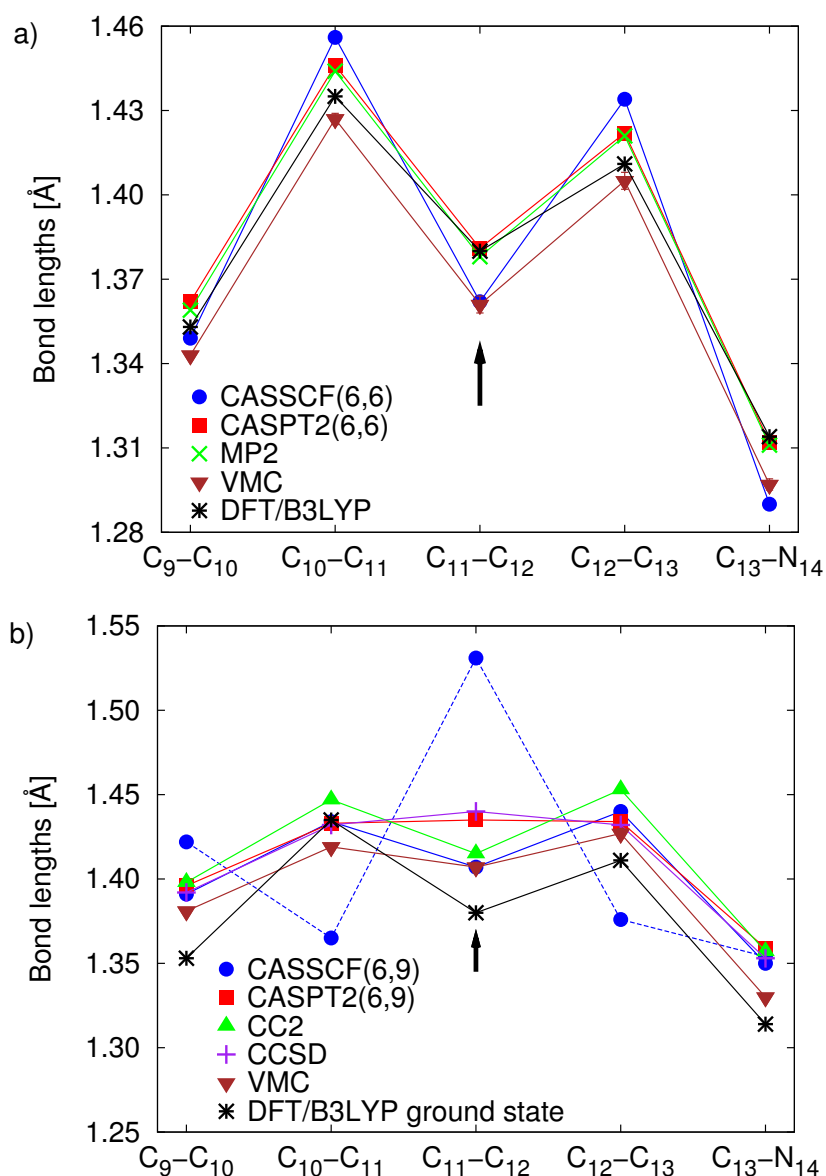 a)
Bond lengths [Å]
1.46
1.43
1.40
1.37
1.34
1.31
1.28
CASSCF(6,6)
CASPT2(6,6)
MP2
VMC
DFT/B3LYP
C₉–C₁₀ C₁₀–C₁₁ C₁₁–C₁₂ C₁₂–C₁₃ C₁₃–N₁₄
b)
Bond lengths [Å]
1.55
1.50
1.45
1.40
1.35
1.30
1.25
CASSCF(6,9)
CASPT2(6,9)
CC2
CCSD
VMC
DFT/B3LYP ground state
C₉–C₁₀ C₁₀–C₁₁ C₁₁–C₁₂ C₁₂–C₁₃ C₁₃–N₁₄